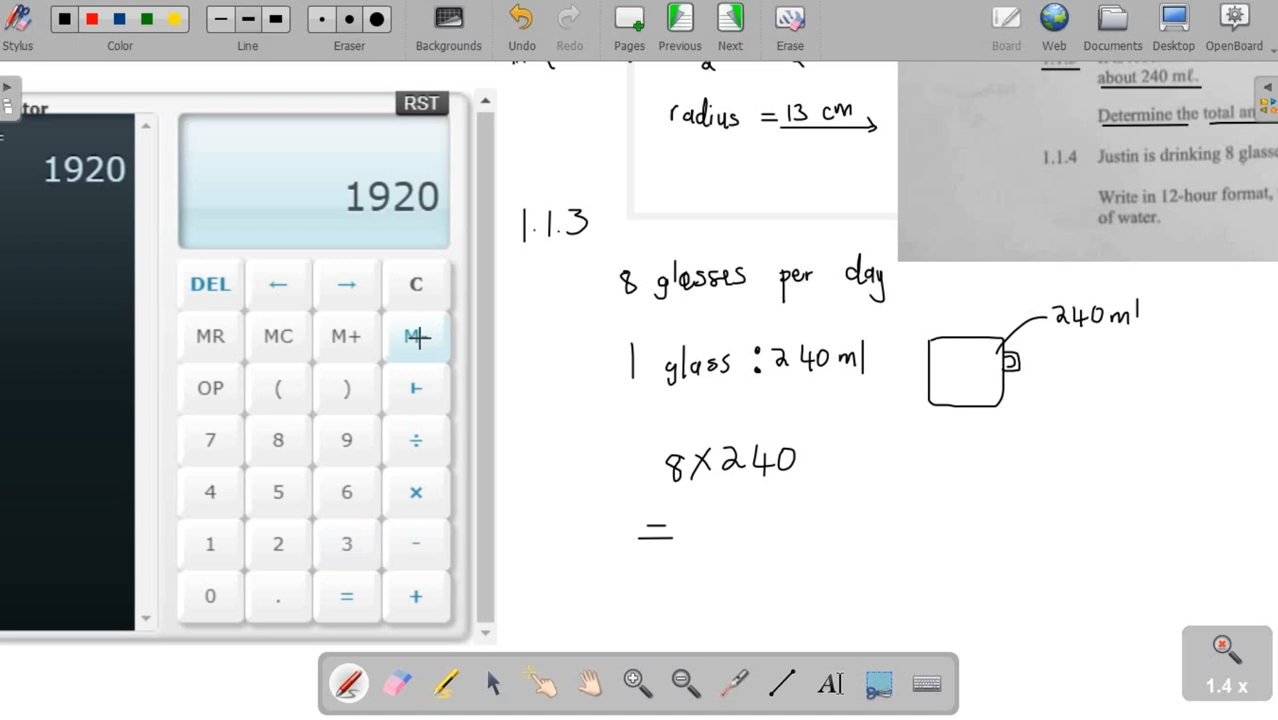 Stylus
Color
Line
Eraser
Backgrounds
Undo
Redo
Pages
Previous
Next
Erase
Board
Web
Documents
Desktop
OpenBoard
tor
RST
1920
1920
DEL ← → C
MR MC M+ M-
OP ( )
7 8 9 ÷
4 5 6 ×
1 2 3 -
0 . = +
radius = 13 cm
1.1.3
8 glasses per day
1 glass : 240 ml
240 ml
8 × 240
=
about 240 mℓ.
Determine the total an
1.1.4 Justin is drinking 8 glasse
Write in 12-hour format,
of water.
1.4 x